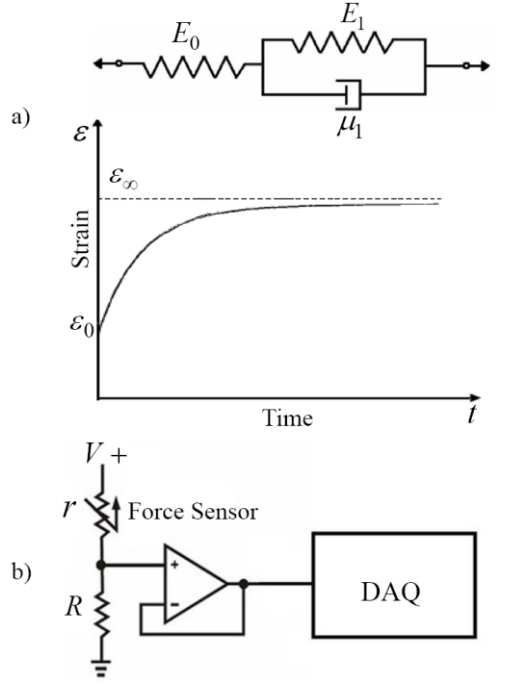 E₀
E₁
μ₁
a)
ε
ε∞
Strain
ε₀
Time
t
V +
r
Force Sensor
b)
+
-
R
DAQ